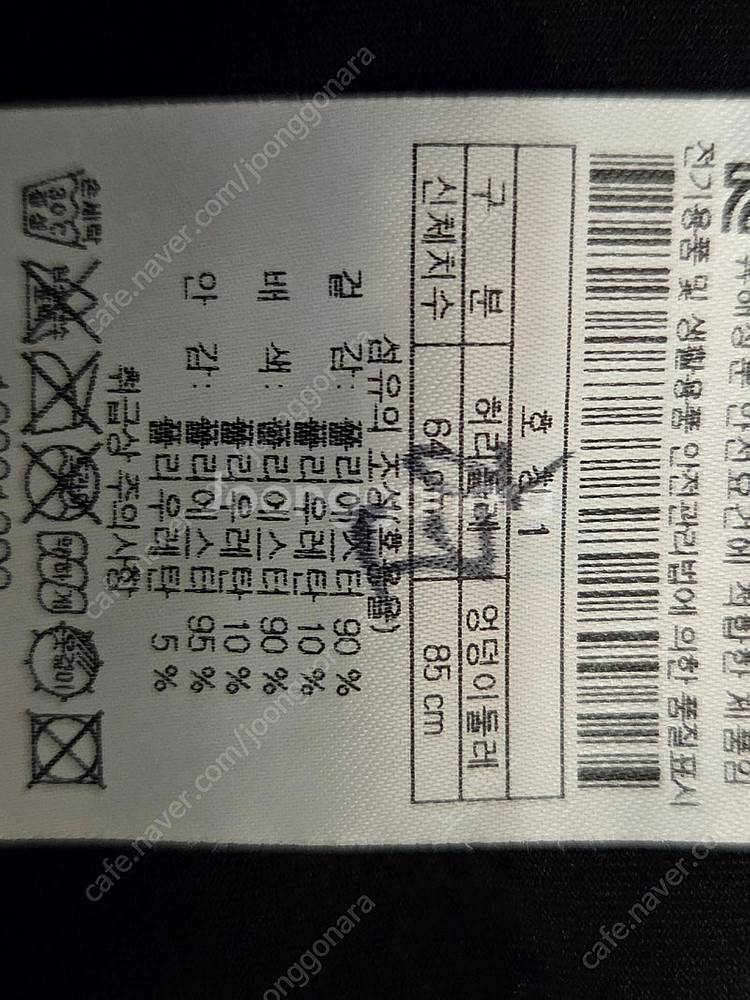 전기용품 및 생활용품 안전관리법에 의한 품질표시
호칭 1
구 분 허리둘레 엉덩이둘레
신체치수 64 cm 85 cm
섬유의 조성(혼용율)
겉 감: 폴리에스터 90 %
폴리우레탄 10 %
배 색: 폴리에스터 90 %
폴리우레탄 10 %
안 감: 폴리에스터 95 %
폴리우레탄 5 %
취급상 주의사항
손세탁
30℃
중성
cafe.naver.com/joonggonara
cafe.naver.com/joonggonara
cafe.naver.com/joonggonara